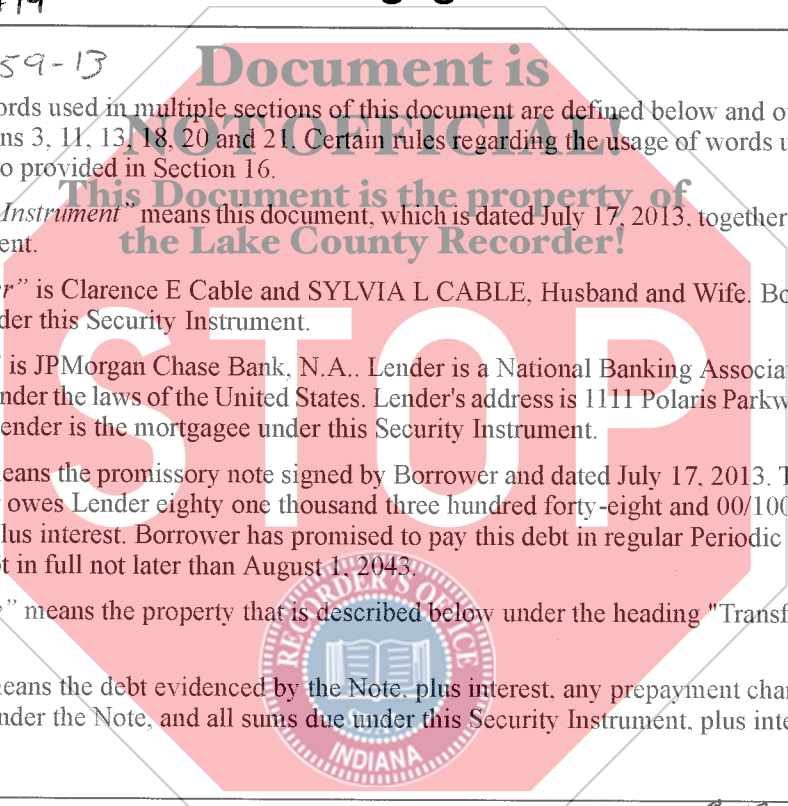 59-13
Document is
ords used in multiple sections of this document are defined below and o
NOT OFFICIAL!
ns 3, 11, 13, 18, 20 and 21. Certain rules regarding the usage of words u
o provided in Section 16.
This Document is the property of
Instrument” means this document, which is dated July 17, 2013, together
ent.
the Lake County Recorder!
r” is Clarence E Cable and SYLVIA L CABLE, Husband and Wife. Bo
der this Security Instrument.
STOP
” is JPMorgan Chase Bank, N.A.. Lender is a National Banking Associa
nder the laws of the United States. Lender's address is 1111 Polaris Parkw
ender is the mortgagee under this Security Instrument.
eans the promissory note signed by Borrower and dated July 17, 2013. T
r owes Lender eighty one thousand three hundred forty-eight and 00/100
lus interest. Borrower has promised to pay this debt in regular Periodic
t in full not later than August 1, 2043.
” means the property that is described below under the heading "Transf
RECORDER'S OFFICE
eans the debt evidenced by the Note, plus interest, any prepayment char
nder the Note, and all sums due under this Security Instrument, plus inte
INDIANA